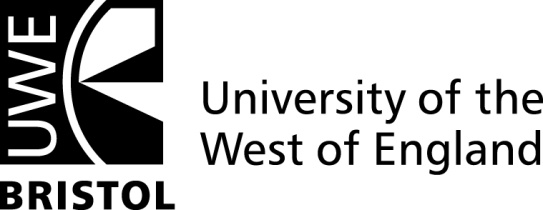 UWE
BRISTOL
University of the
West of England